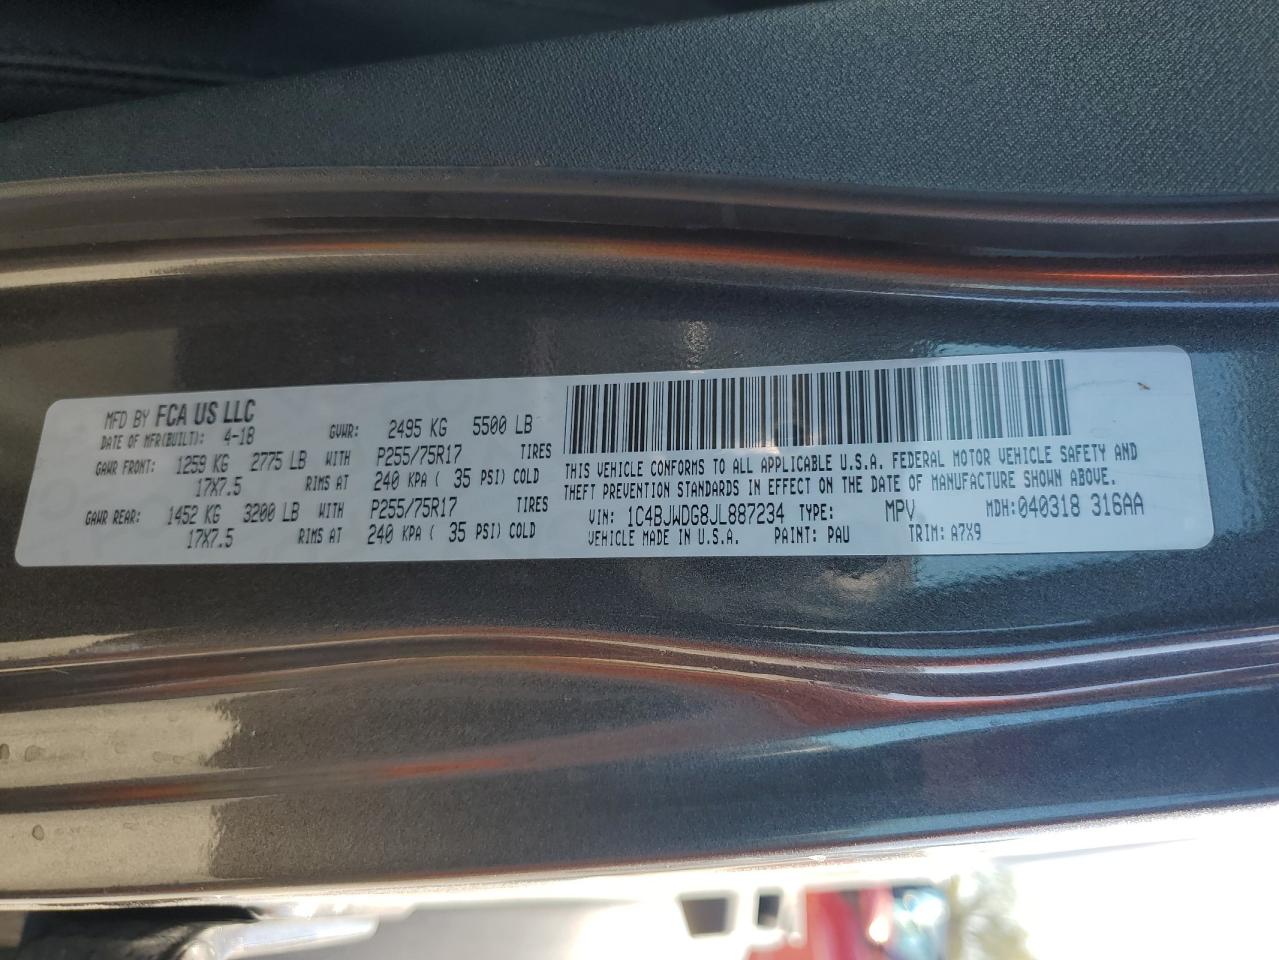 MFD BY FCA US LLC
DATE OF MFR(BUILT): 4-18 GVWR: 2495 KG 5500 LB
GAWR FRONT: 1259 KG 2775 LB WITH P255/75R17 TIRES
17X7.5 RIMS AT 240 KPA ( 35 PSI) COLD
GAWR REAR: 1452 KG 3200 LB WITH P255/75R17 TIRES
17X7.5 RIMS AT 240 KPA ( 35 PSI) COLD
THIS VEHICLE CONFORMS TO ALL APPLICABLE U.S.A. FEDERAL MOTOR VEHICLE SAFETY AND
THEFT PREVENTION STANDARDS IN EFFECT ON THE DATE OF MANUFACTURE SHOWN ABOVE.
VIN: 1C4BJWDG8JL887234 TYPE: MPV MDH:040318 316AA
VEHICLE MADE IN U.S.A. PAINT: PAU TRIM: A7X9